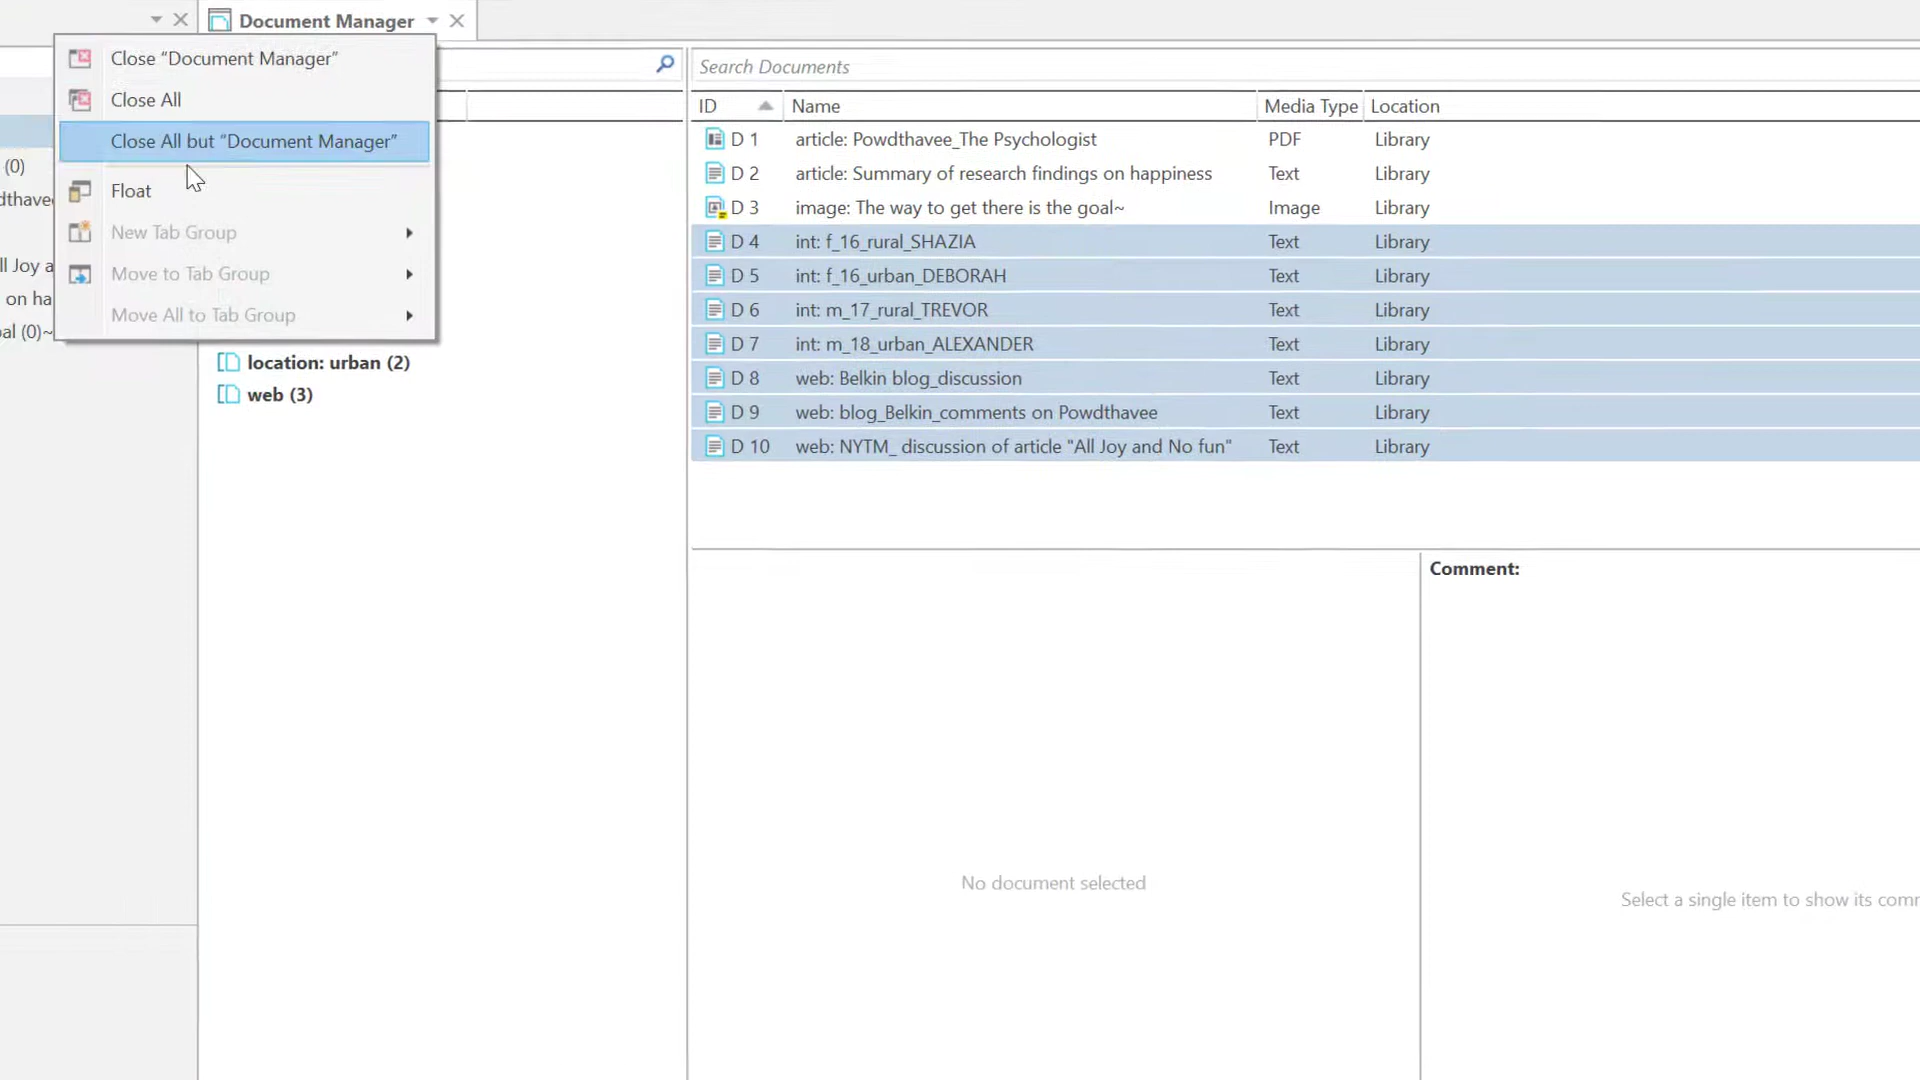 Document Manager
Close “Document Manager”
Close All
Close All but “Document Manager”
Float
New Tab Group
Move to Tab Group
Move All to Tab Group
(0)
dthavee
ll Joy a
on ha
al (0)~
location: urban (2)
web (3)
Search Documents
ID Name Media Type Location
D 1 article: Powdthavee_The Psychologist PDF Library
D 2 article: Summary of research findings on happiness Text Library
D 3 image: The way to get there is the goal~ Image Library
D 4 int: f_16_rural_SHAZIA Text Library
D 5 int: f_16_urban_DEBORAH Text Library
D 6 int: m_17_rural_TREVOR Text Library
D 7 int: m_18_urban_ALEXANDER Text Library
D 8 web: Belkin blog_discussion Text Library
D 9 web: blog_Belkin_comments on Powdthavee Text Library
D 10 web: NYTM_ discussion of article "All Joy and No fun" Text Library
No document selected
Comment:
Select a single item to show its comm